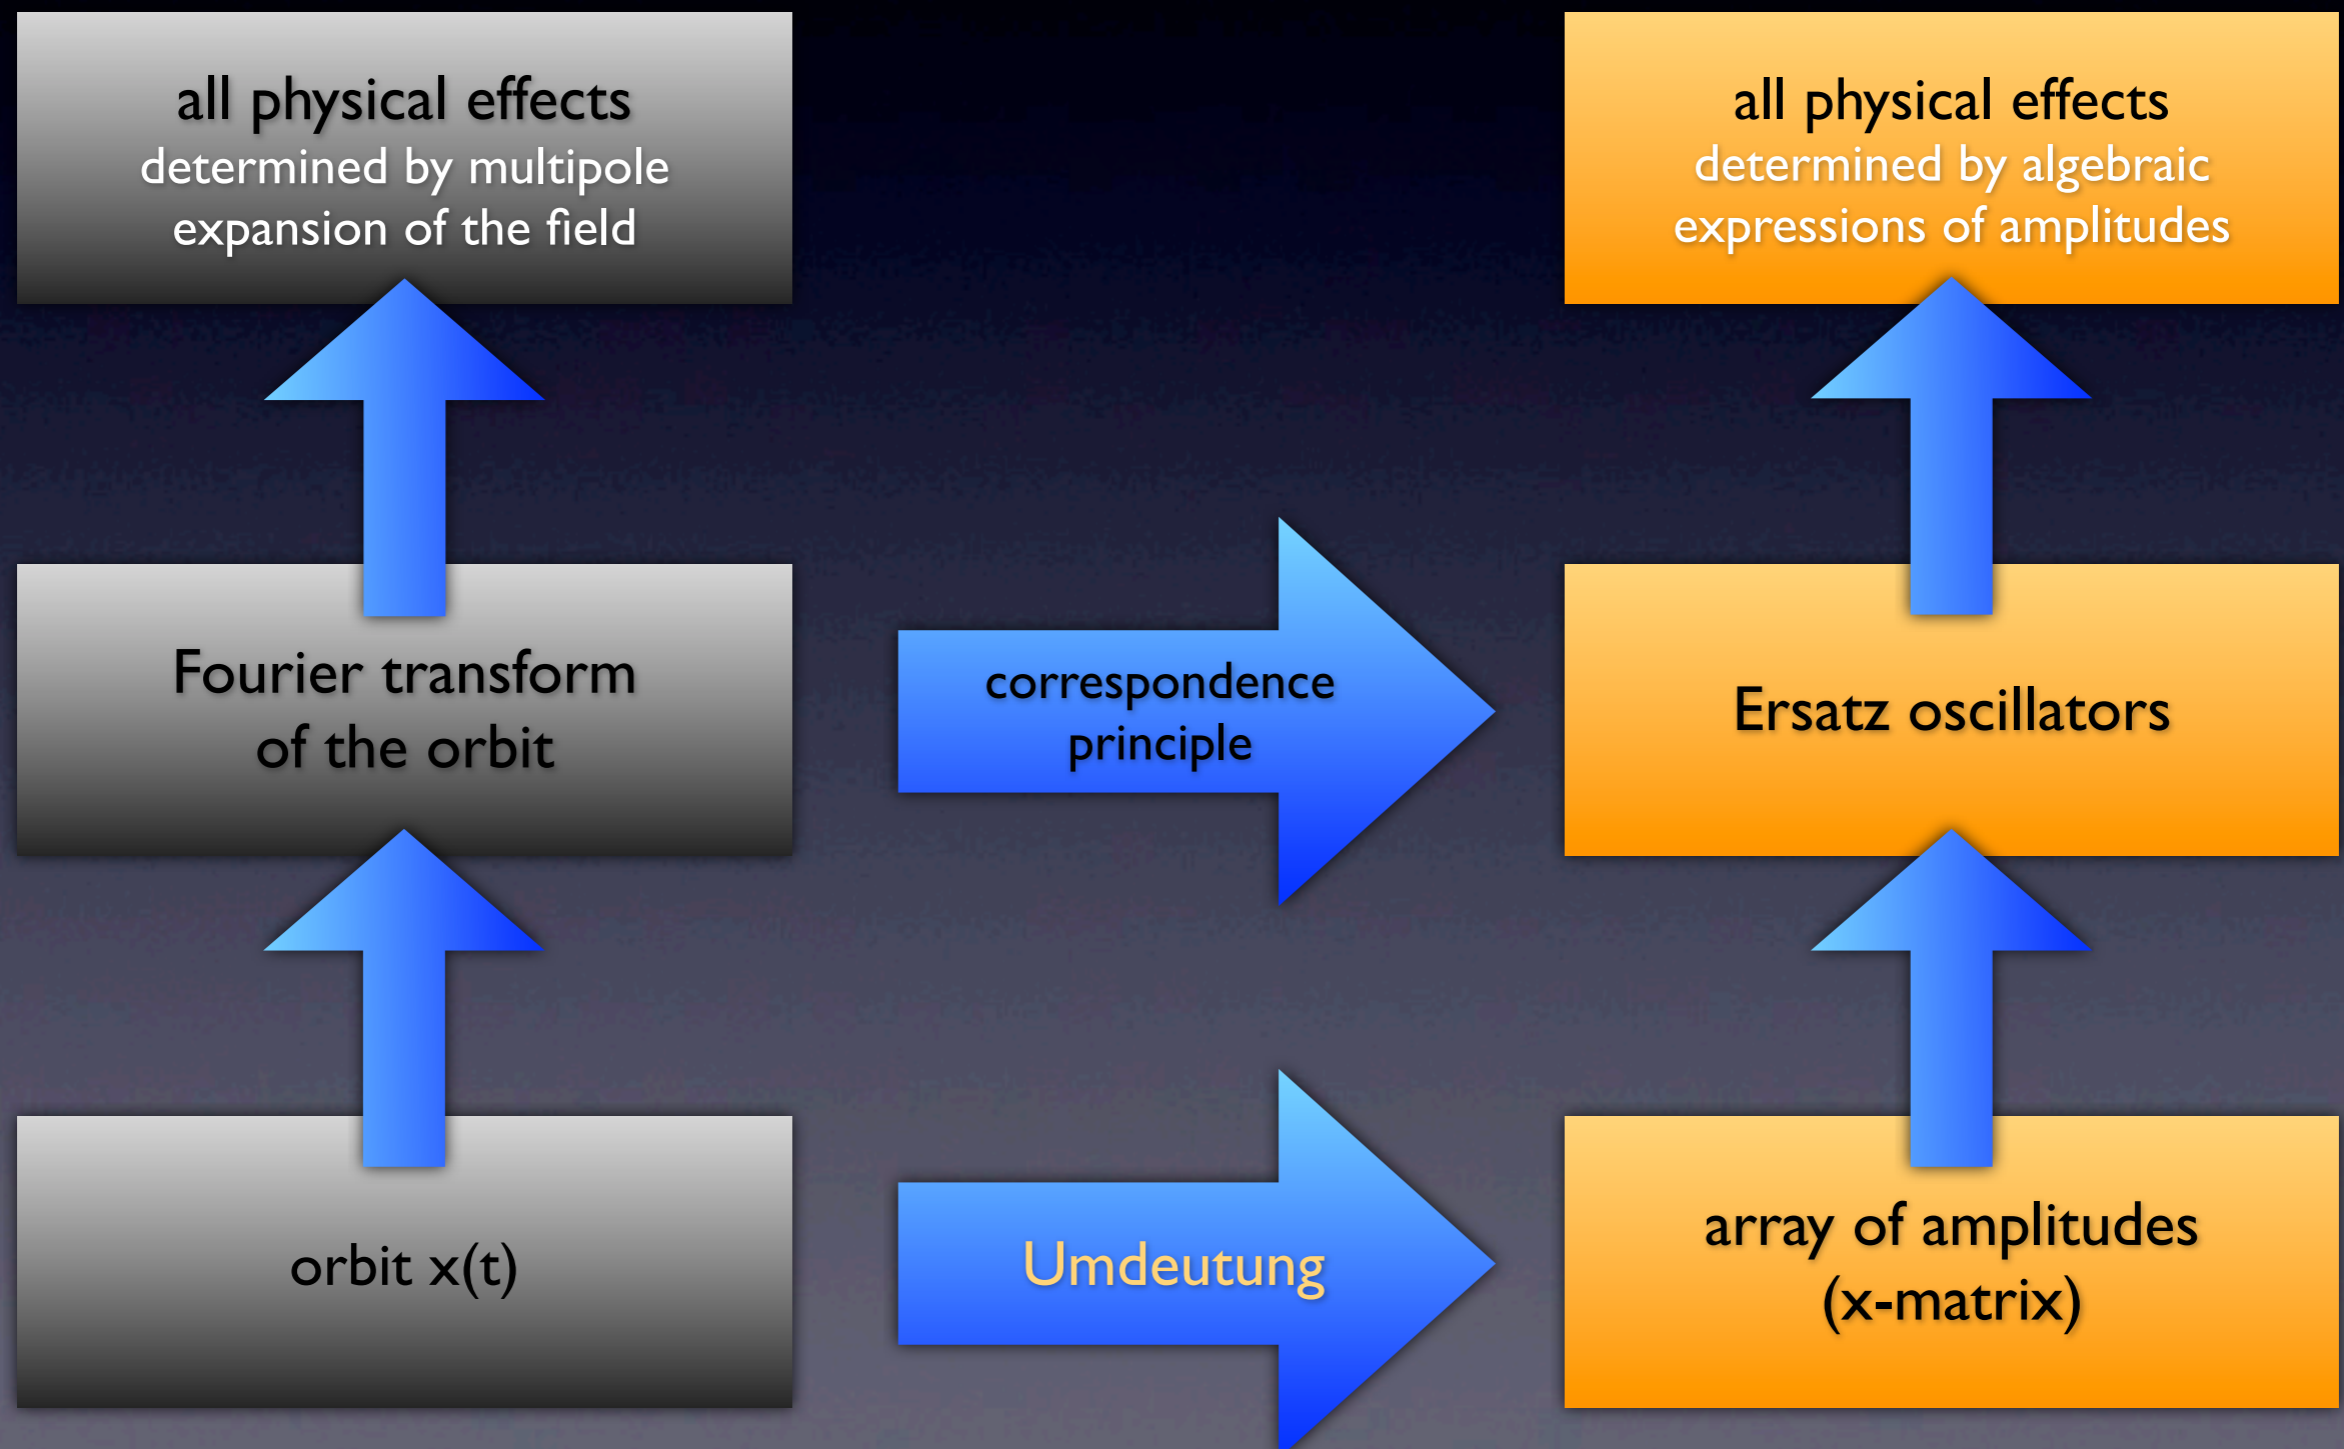 all physical effects
determined by multipole
expansion of the field
all physical effects
determined by algebraic
expressions of amplitudes
Fourier transform
of the orbit
correspondence
principle
Ersatz oscillators
orbit x(t)
Umdeutung
array of amplitudes
(x-matrix)